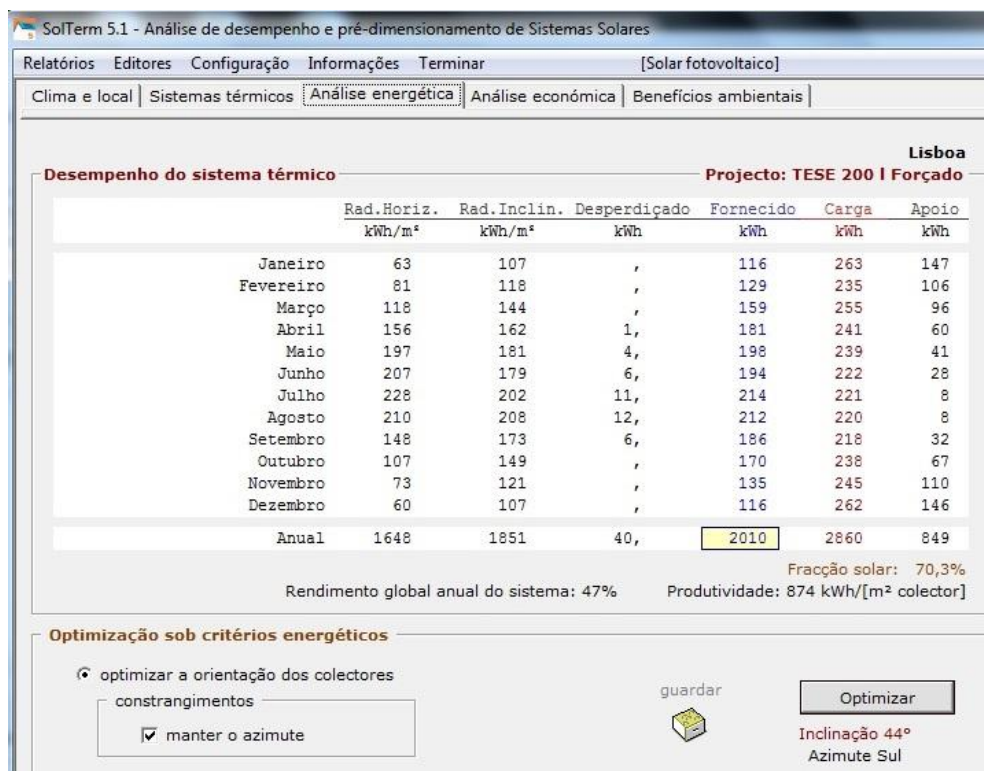 SolTerm 5.1 - Análise de desempenho e pré-dimensionamento de Sistemas Solares
Relatórios Editores Configuração Informações Terminar [Solar fotovoltaico]
Clima e local Sistemas térmicos Análise energética Análise económica Benefícios ambientais
Lisboa
Desempenho do sistema térmico Projecto: TESE 200 l Forçado
Rad.Horiz. Rad.Inclin. Desperdiçado Fornecido Carga Apoio
kWh/m² kWh/m² kWh kWh kWh kWh
Janeiro 63 107 , 116 263 147
Fevereiro 81 118 , 129 235 106
Março 118 144 , 159 255 96
Abril 156 162 1, 181 241 60
Maio 197 181 4, 198 239 41
Junho 207 179 6, 194 222 28
Julho 228 202 11, 214 221 8
Agosto 210 208 12, 212 220 8
Setembro 148 173 6, 186 218 32
Outubro 107 149 , 170 238 67
Novembro 73 121 , 135 245 110
Dezembro 60 107 , 116 262 146
Anual 1648 1851 40, 2010 2860 849
Fracção solar: 70,3%
Rendimento global anual do sistema: 47% Produtividade: 874 kWh/[m² colector]
Optimização sob critérios energéticos
optimizar a orientação dos colectores
constrangimentos
manter o azimute
guardar
Optimizar
Inclinação 44°
Azimute Sul